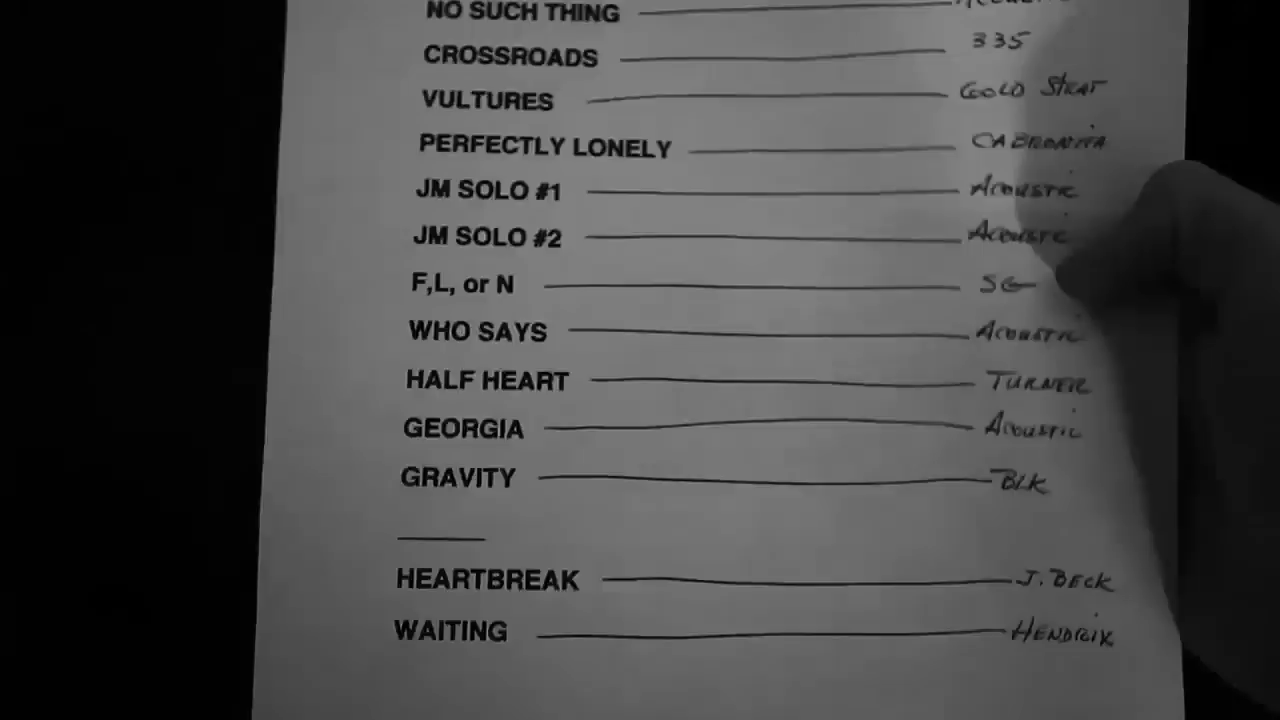 NO SUCH THING
CROSSROADS 335
VULTURES GOLD STRAT
PERFECTLY LONELY CABRONITA
JM SOLO #1 ACOUSTIC
JM SOLO #2 ACOUSTIC
F,L, or N SG
WHO SAYS ACOUSTIC
HALF HEART TURNER
GEORGIA ACOUSTIC
GRAVITY BLK
HEARTBREAK J. BECK
WAITING HENDRIX